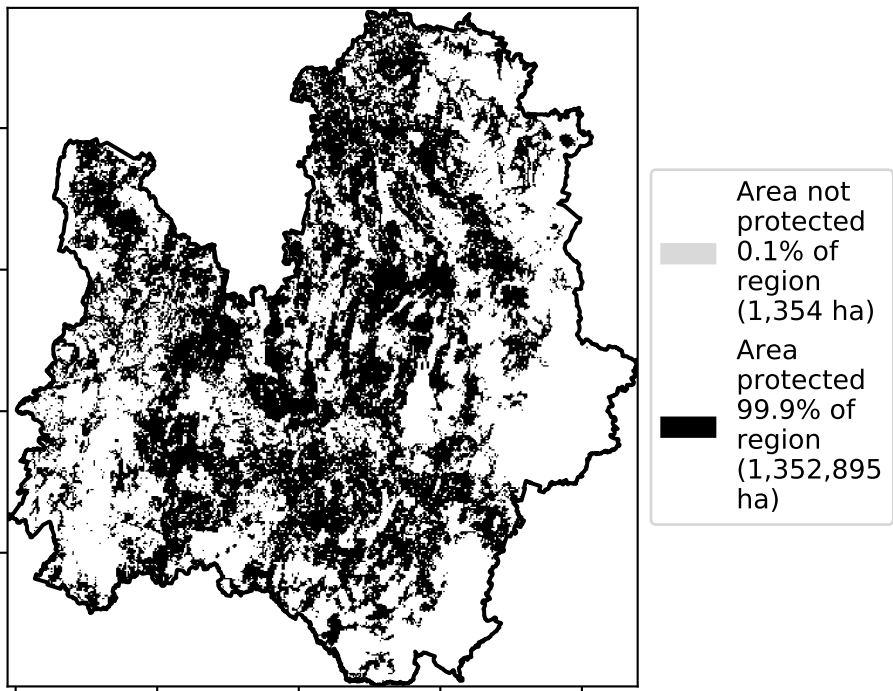 Area not
protected
0.1% of
region
(1,354 ha)
Area
protected
99.9% of
region
(1,352,895
ha)